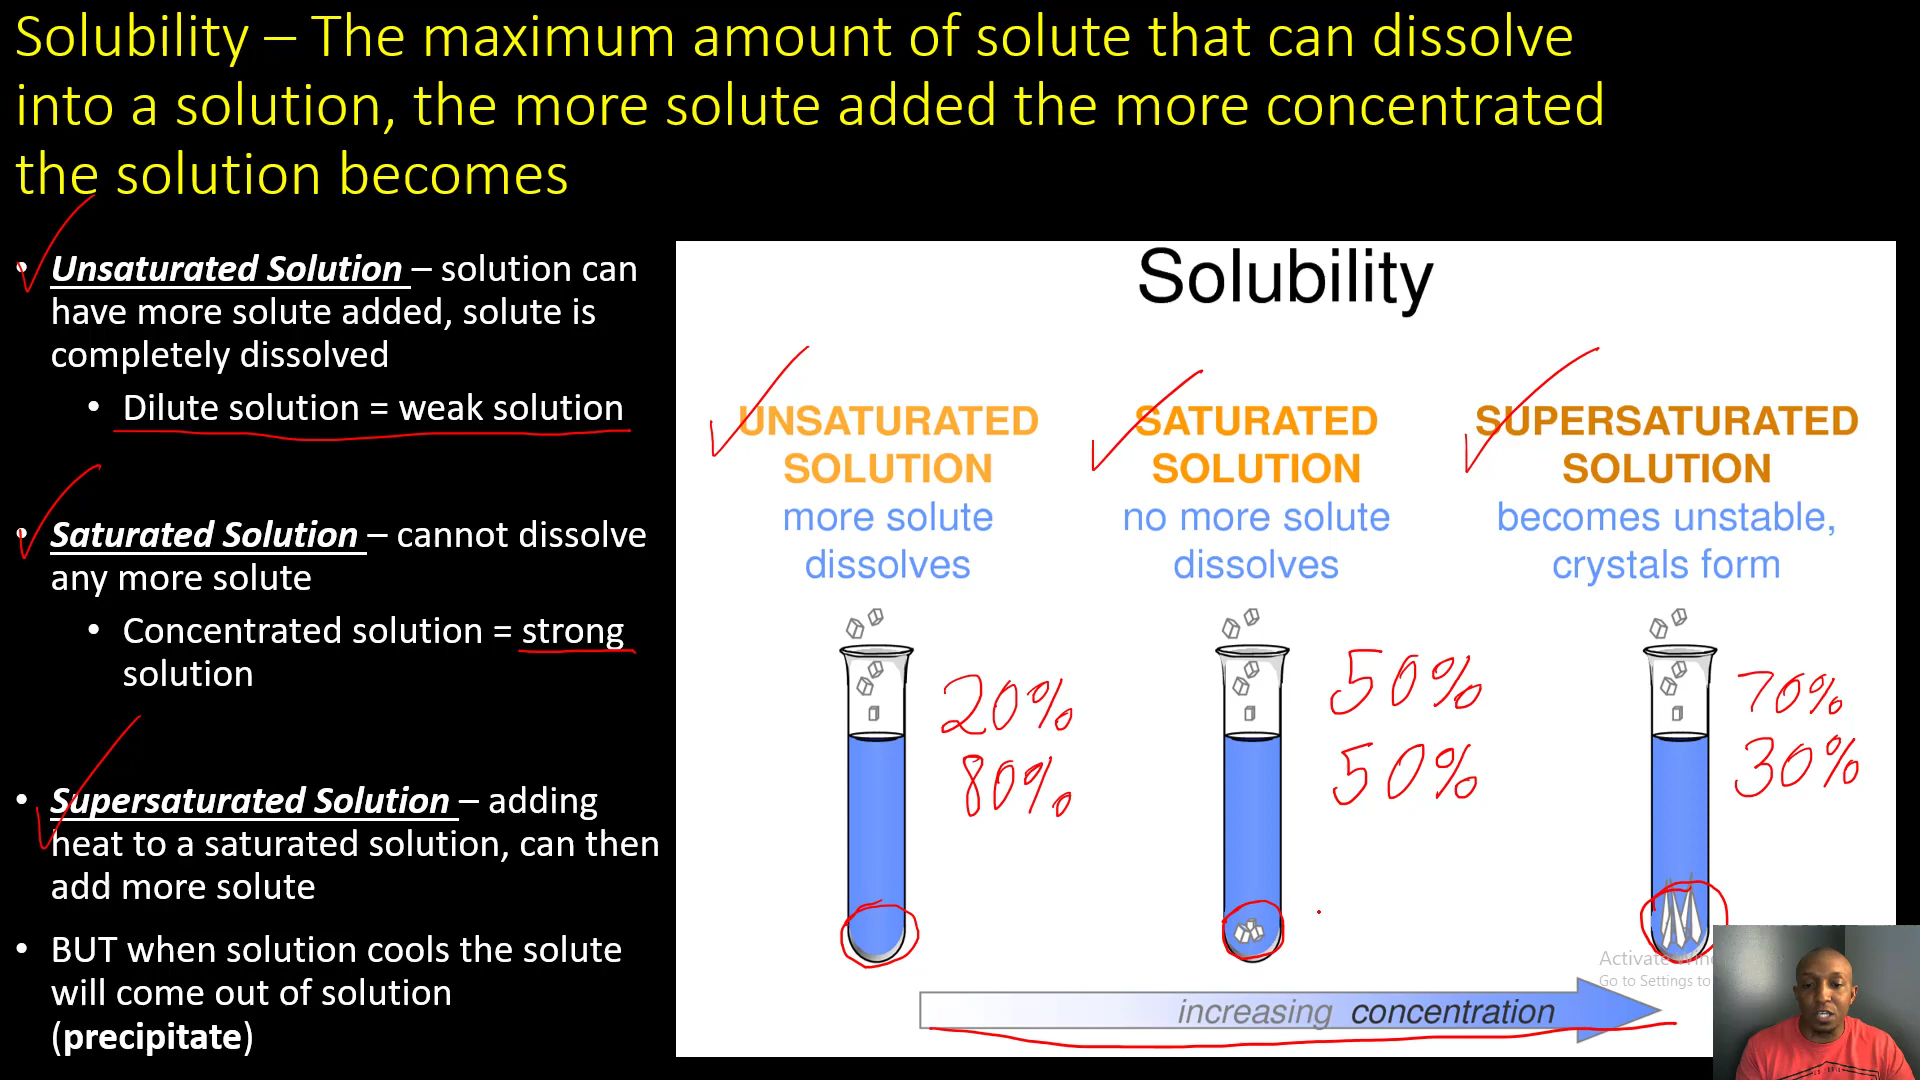 Solubility – The maximum amount of solute that can dissolve
into a solution, the more solute added the more concentrated
the solution becomes
• Unsaturated Solution – solution can
have more solute added, solute is
completely dissolved
• Dilute solution = weak solution
• Saturated Solution – cannot dissolve
any more solute
• Concentrated solution = strong
solution
• Supersaturated Solution – adding
heat to a saturated solution, can then
add more solute
• BUT when solution cools the solute
will come out of solution
(precipitate)
Solubility
UNSATURATED
SOLUTION
more solute
dissolves
20%
80%
SATURATED
SOLUTION
no more solute
dissolves
50%
50%
SUPERSATURATED
SOLUTION
becomes unstable,
crystals form
70%
30%
increasing concentration
Activate
Go to Settings to